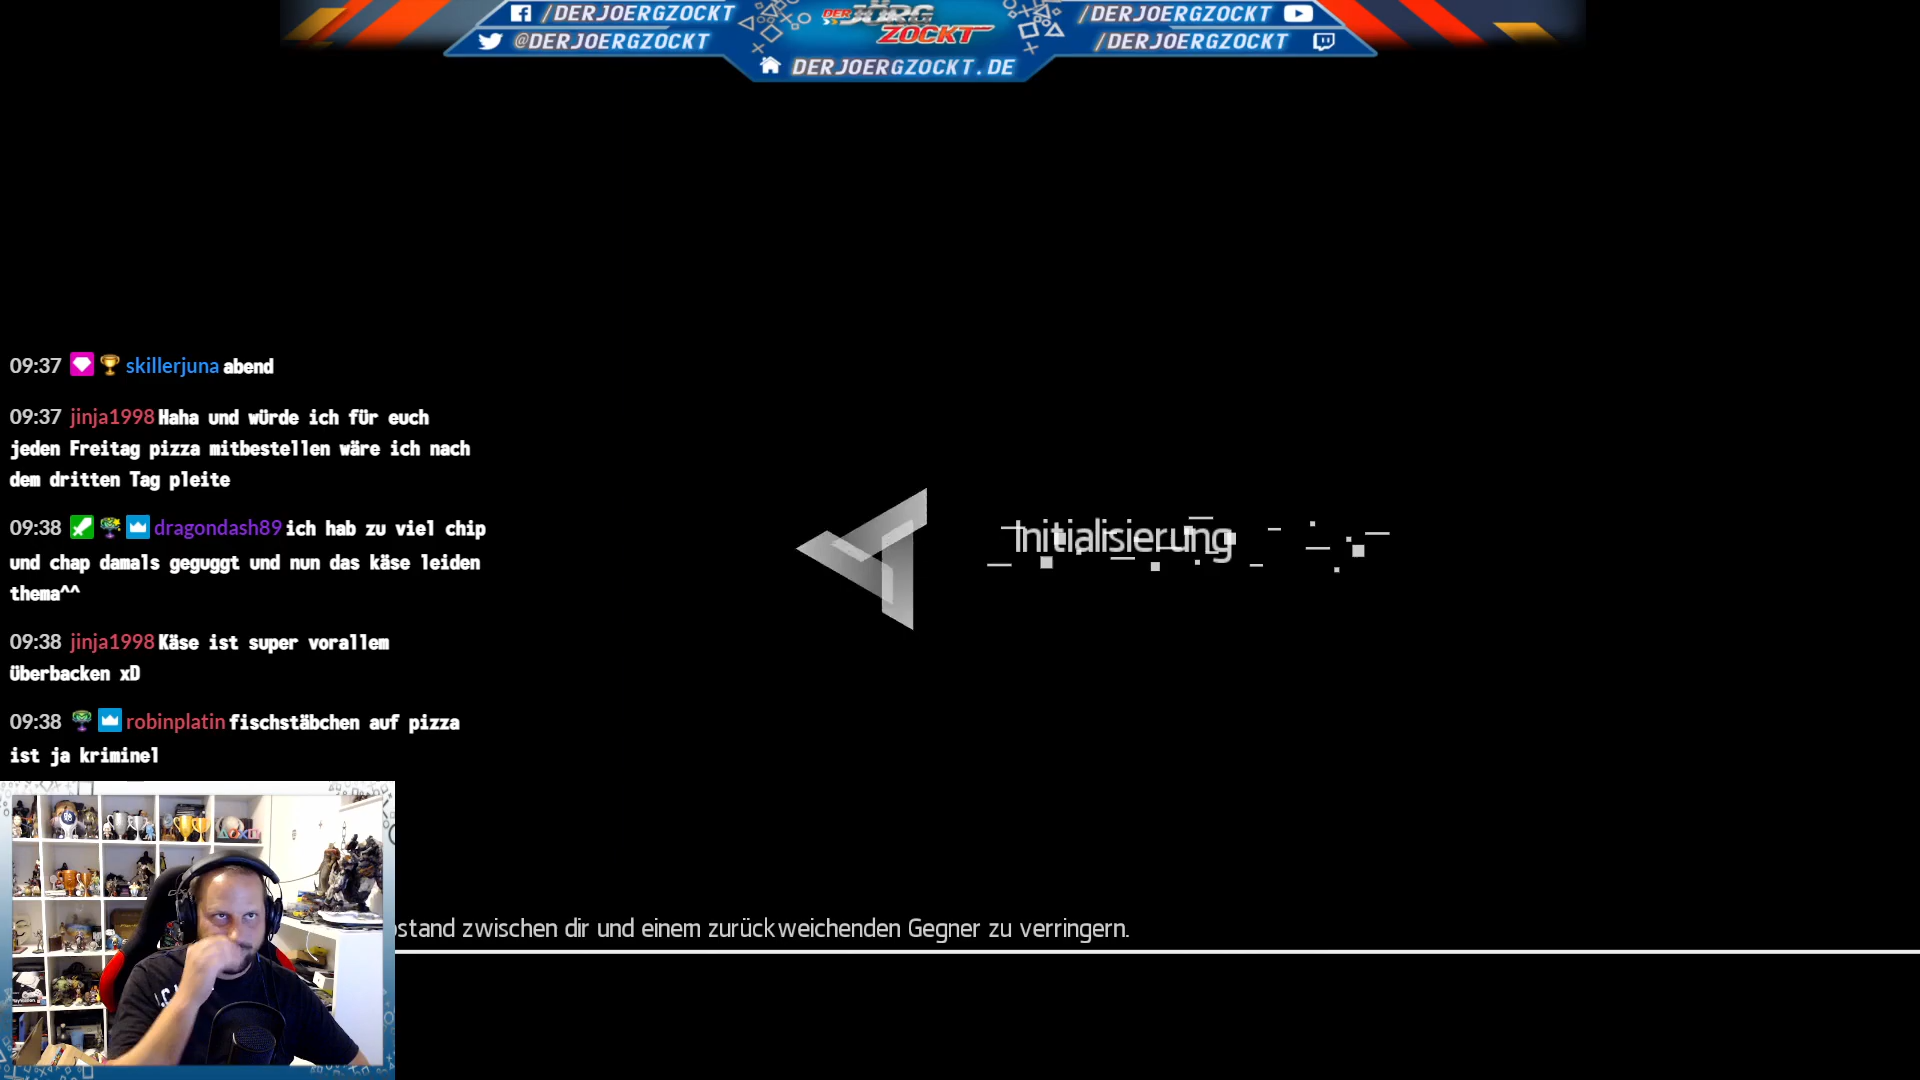 /DERJOERGZOCKT
@DERJOERGZOCKT
DER JÖRG
ZOCKT
/DERJOERGZOCKT
/DERJOERGZOCKT
DERJOERGZOCKT.DE
09:37 skillerjuna abend
09:37 jinja1998 Haha und würde ich für euch
jeden Freitag pizza mitbestellen wäre ich nach
dem dritten Tag pleite
09:38 dragondash89 ich hab zu viel chip
und chap damals geguggt und nun das käse leiden
thema^^
09:38 jinja1998 Käse ist super vorallem
überbacken xD
09:38 robinplatin fischstäbchen auf pizza
ist ja kriminel
Initialisierung
stand zwischen dir und einem zurückweichenden Gegner zu verringern.